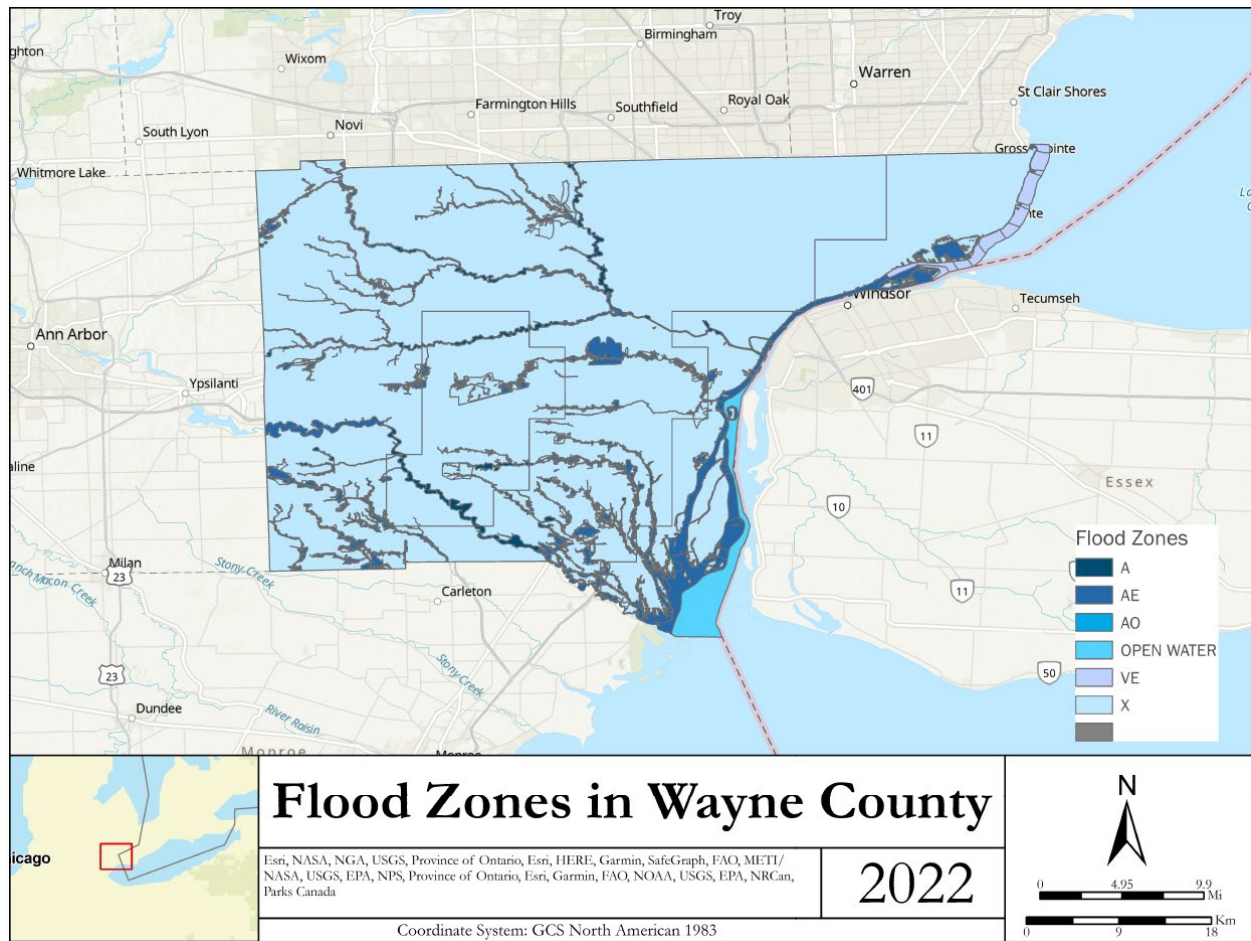 Troy
Birmingham
ghton
Wixom
Warren
Farmington Hills
Southfield
Royal Oak
St Clair Shores
Novi
South Lyon
Whitmore Lake
Windsor
Tecumseh
Ann Arbor
Ypsilanti
401
11
aline
Essex
10
Flood Zones
A
AE
AO
OPEN WATER
VE
X
Milan
23
Stony Creek
Carleton
11
Macon Creek
Stony Creek
23
50
Dundee
River Raisin
Monroe
icago
Flood Zones in Wayne County
Esri, NASA, NGA, USGS, Province of Ontario, Esri, HERE, Garmin, SafeGraph, FAO, METI/
NASA, USGS, EPA, NPS, Province of Ontario, Esri, Garmin, FAO, NOAA, USGS, EPA, NRCan,
Parks Canada
2022
Coordinate System: GCS North American 1983
N
0 4.95 9.9
Mi
Km
0 9 18